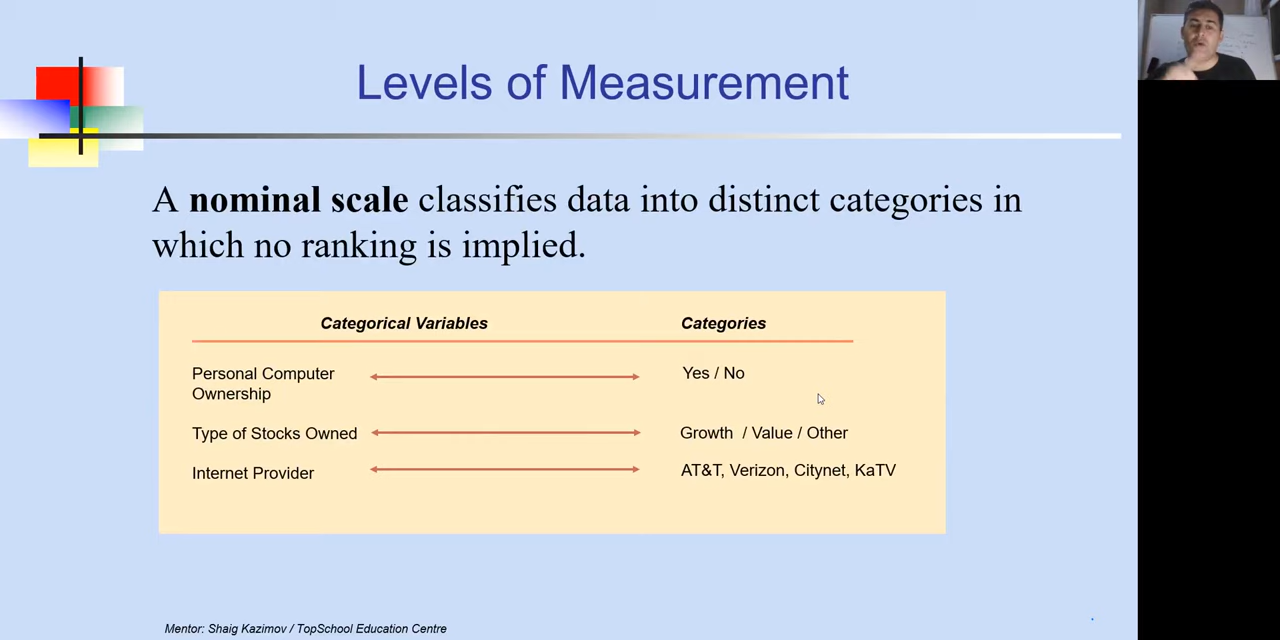 Levels of Measurement
A nominal scale classifies data into distinct categories in
which no ranking is implied.
Categorical Variables Categories
Personal Computer Yes / No
Ownership
Type of Stocks Owned Growth / Value / Other
Internet Provider AT&T, Verizon, Citynet, KaTV
Mentor: Shaig Kazimov / TopSchool Education Centre